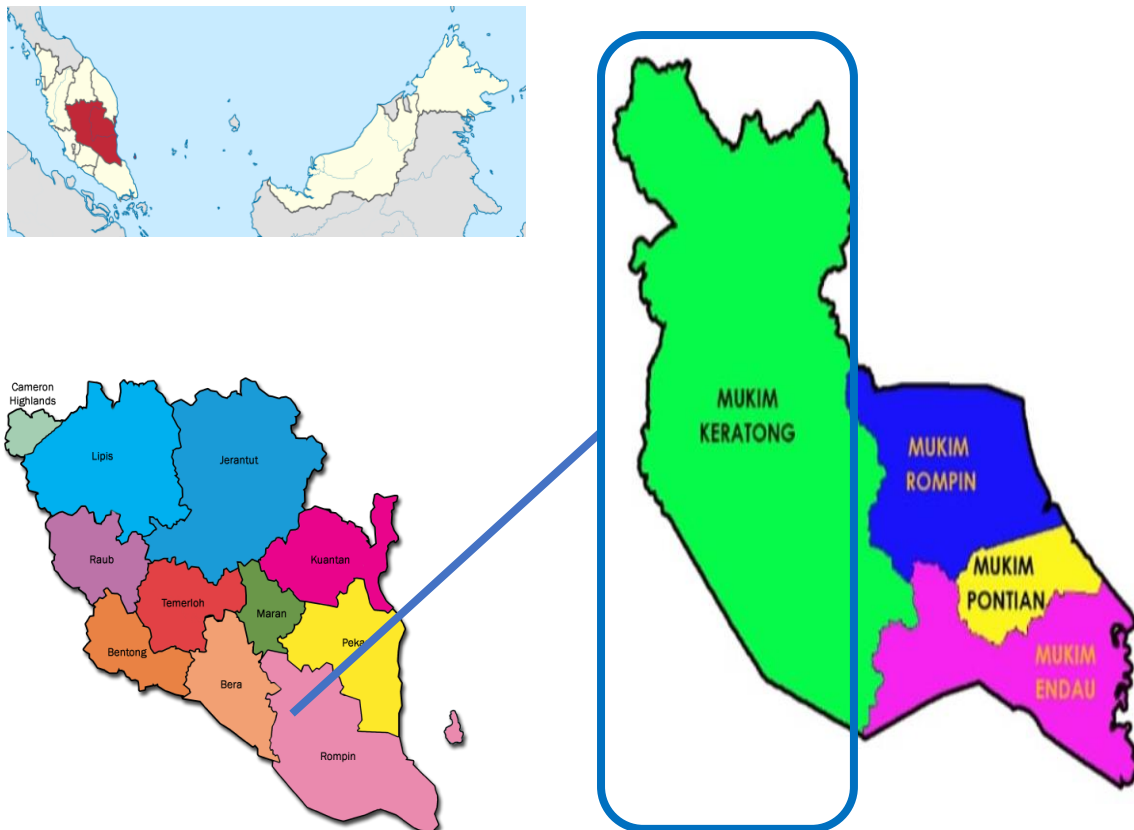 Cameron
Highlands
Lipis
Jerantut
Raub
Kuantan
Temerloh
Maran
Bentong
Peka
Bera
Rompin
MUKIM
KERATONG
MUKIM
ROMPIN
MUKIM
PONTIAN
MUKIM
ENDAU